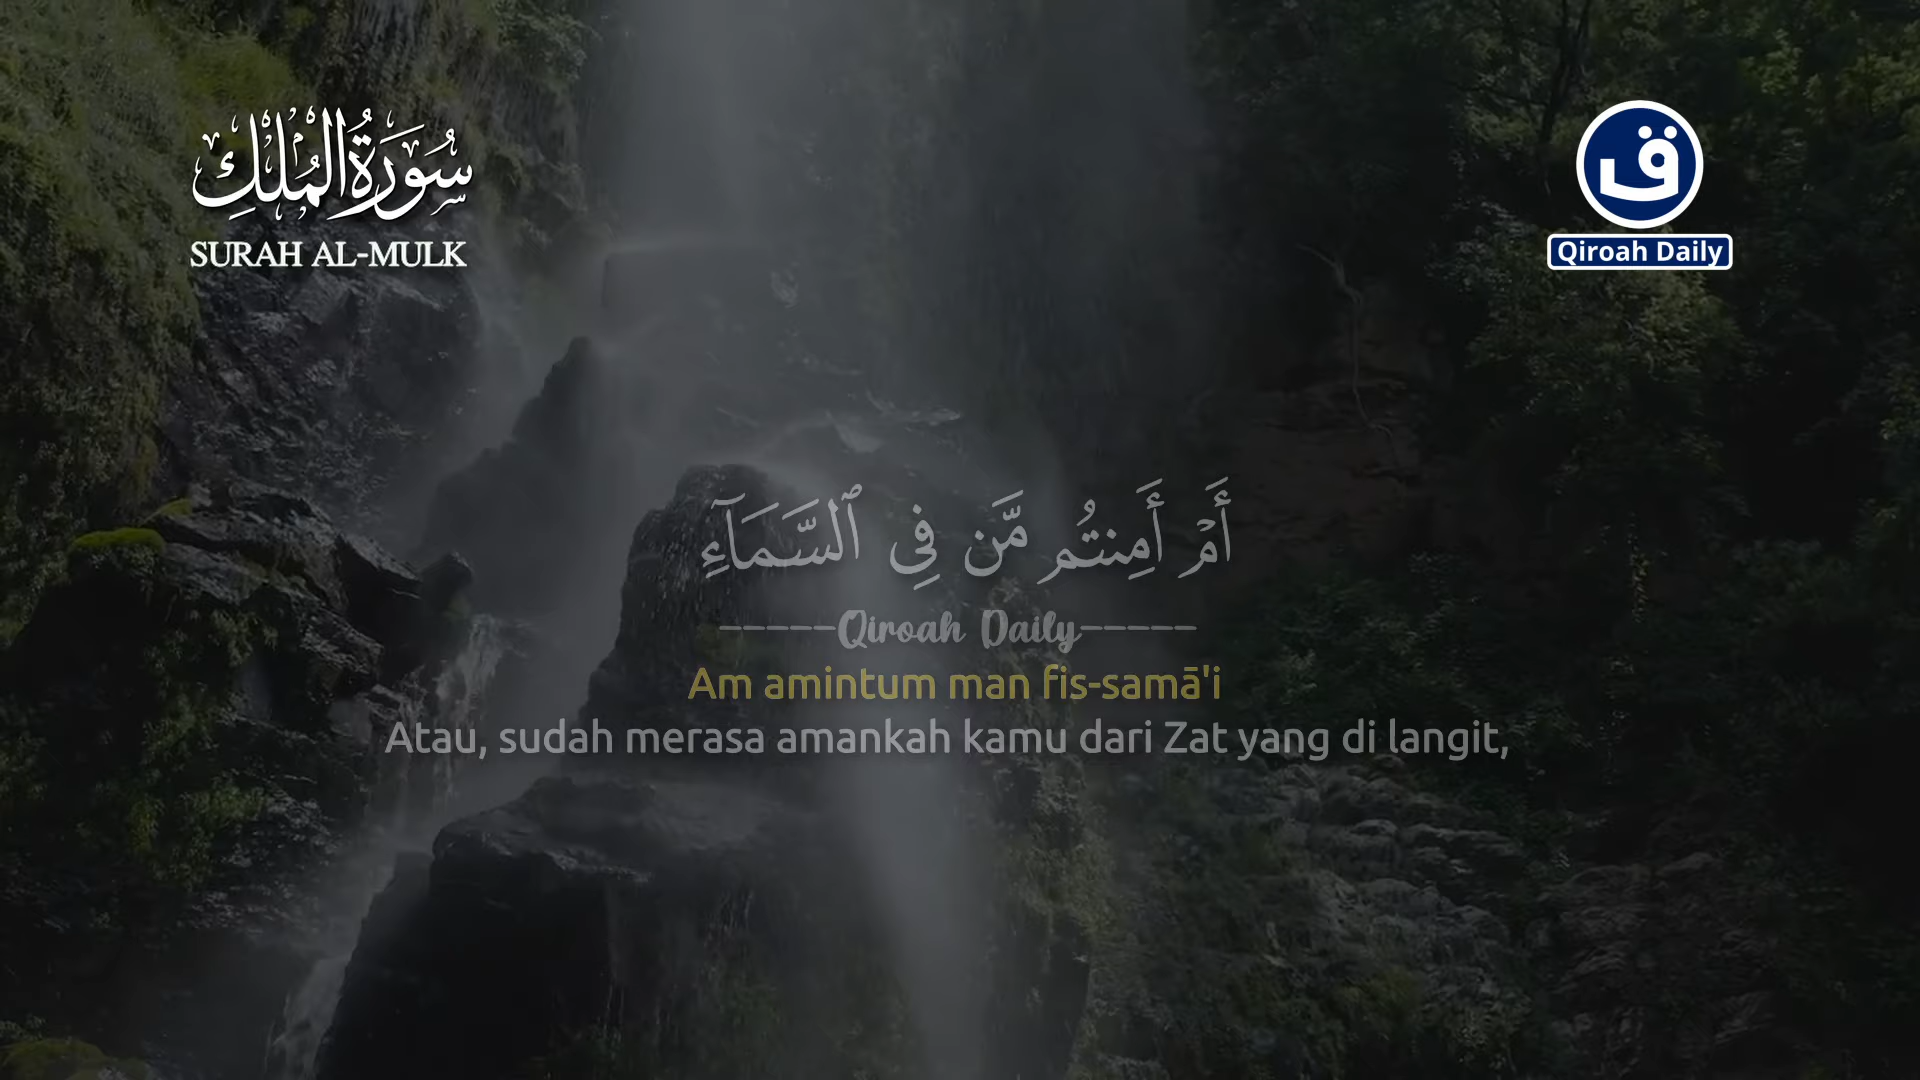 سُورَةُ الْمُلْكِ
SURAH AL-MULK
ق
Qiroah Daily
أَمْ أَمِنتُم مَّن فِي ٱلسَّمَآءِ
-----Qiroah Daily-----
Am amintum man fis-samā'i
Atau, sudah merasa amankah kamu dari Zat yang di langit,